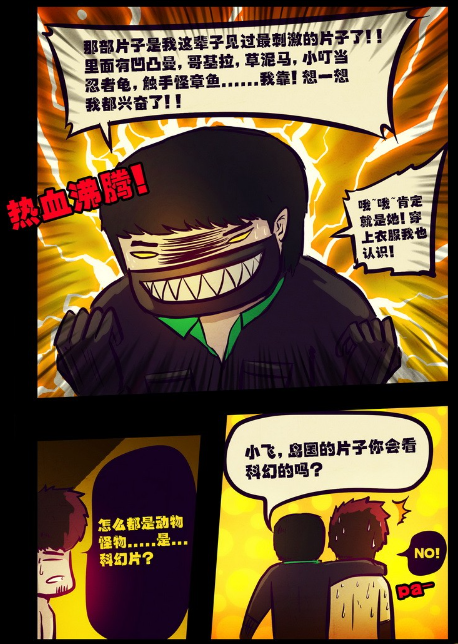 那部片子是我这辈子见过最刺激的片子了!!
里面有凹凸曼,哥基拉,草泥马,小叮当
忍者龟,触手怪章鱼......我靠!想一想
我都兴奋了!!
热血沸腾!
哦~哦~肯定
就是她!穿
上衣服我也
认识!
怎么都是动物
怪物.....是...
科幻片?
小飞,岛国的片子你会看
科幻的吗?
NO!
pa—